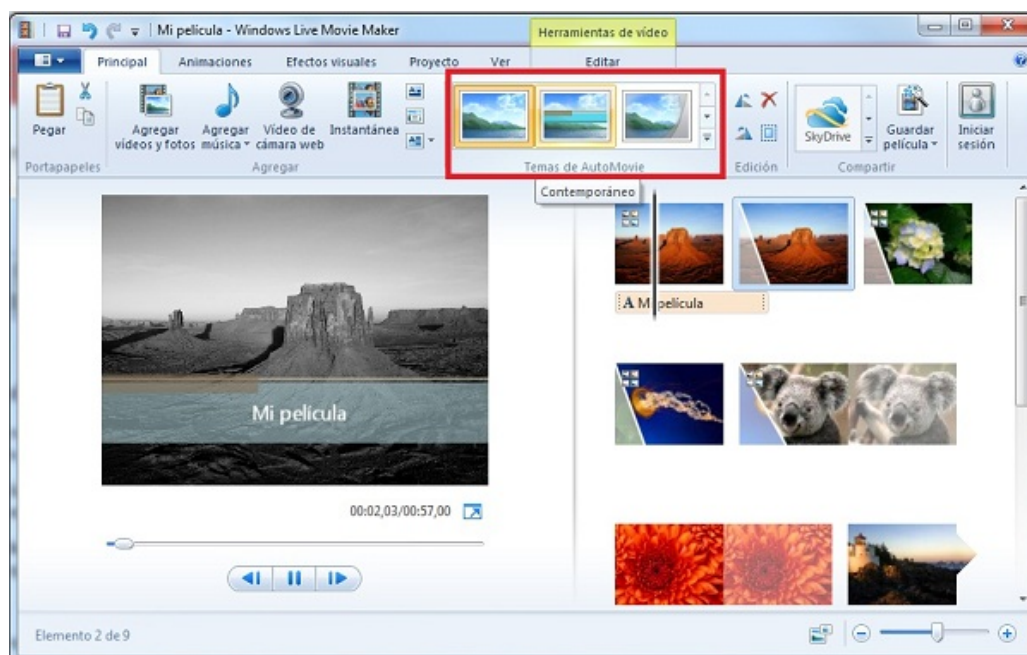 Mi película - Windows Live Movie Maker
Herramientas de vídeo
Principal
Animaciones
Efectos visuales
Proyecto
Ver
Editar
Pegar
Agregar
vídeos y fotos
Agregar
música
Vídeo de
cámara web
Instantánea
SkyDrive
Guardar
película
Iniciar
sesión
Portapapeles
Agregar
Temas de AutoMovie
Edición
Compartir
Contemporáneo
A Mi película
Mi película
00:02,03/00:57,00
Elemento 2 de 9